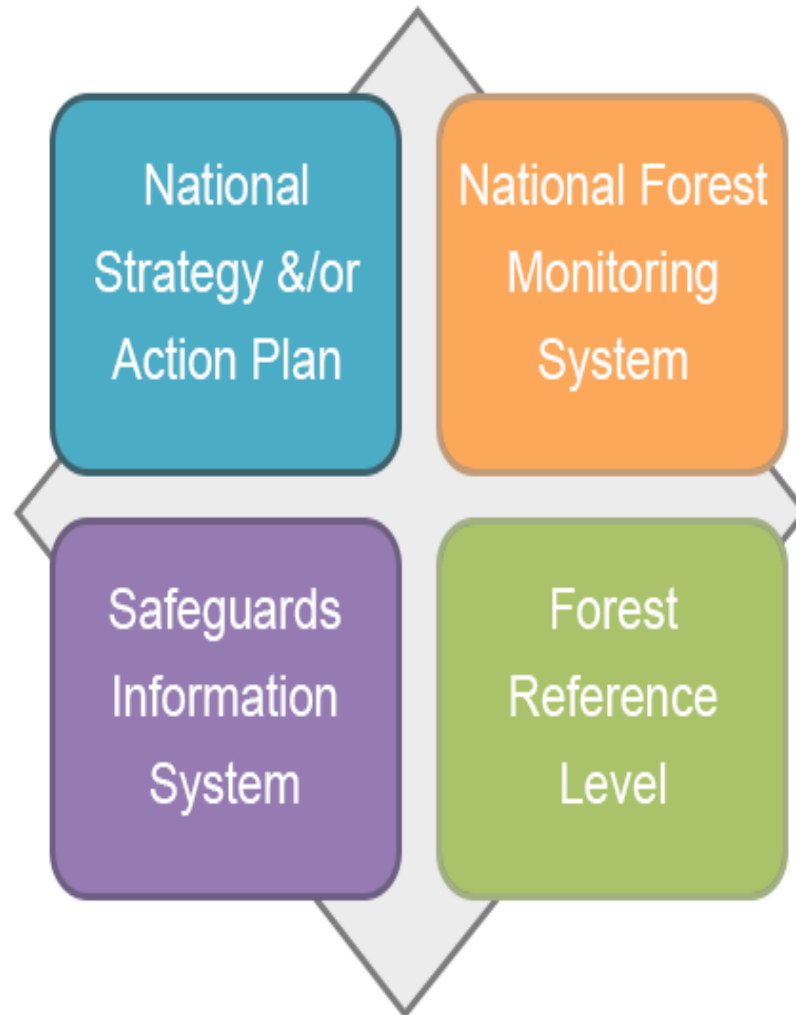 National
Strategy &/or
Action Plan
National Forest
Monitoring
System
Safeguards
Information
System
Forest
Reference
Level